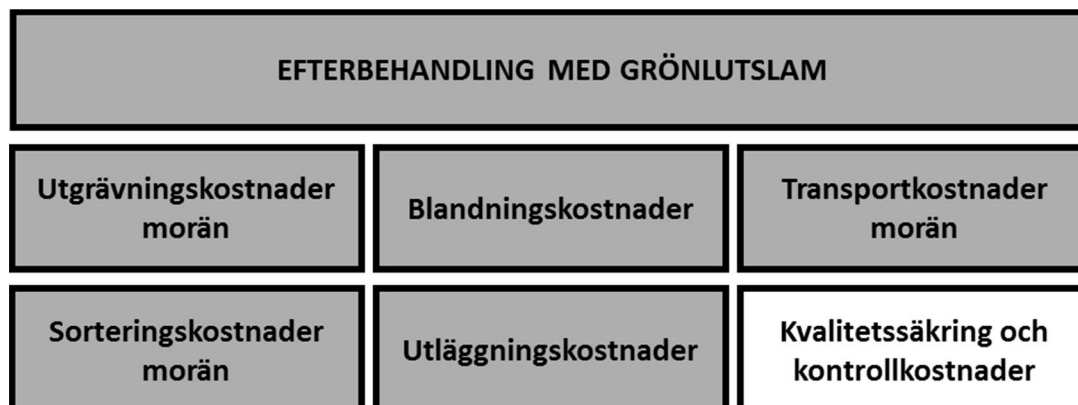 EFTERBEHANDLING MED GRÖNLUTSLAM
Utgrävningskostnader
morän
Blandningskostnader
Transportkostnader
morän
Sorteringskostnader
morän
Utläggningskostnader
Kvalitetssäkring och
kontrollkostnader